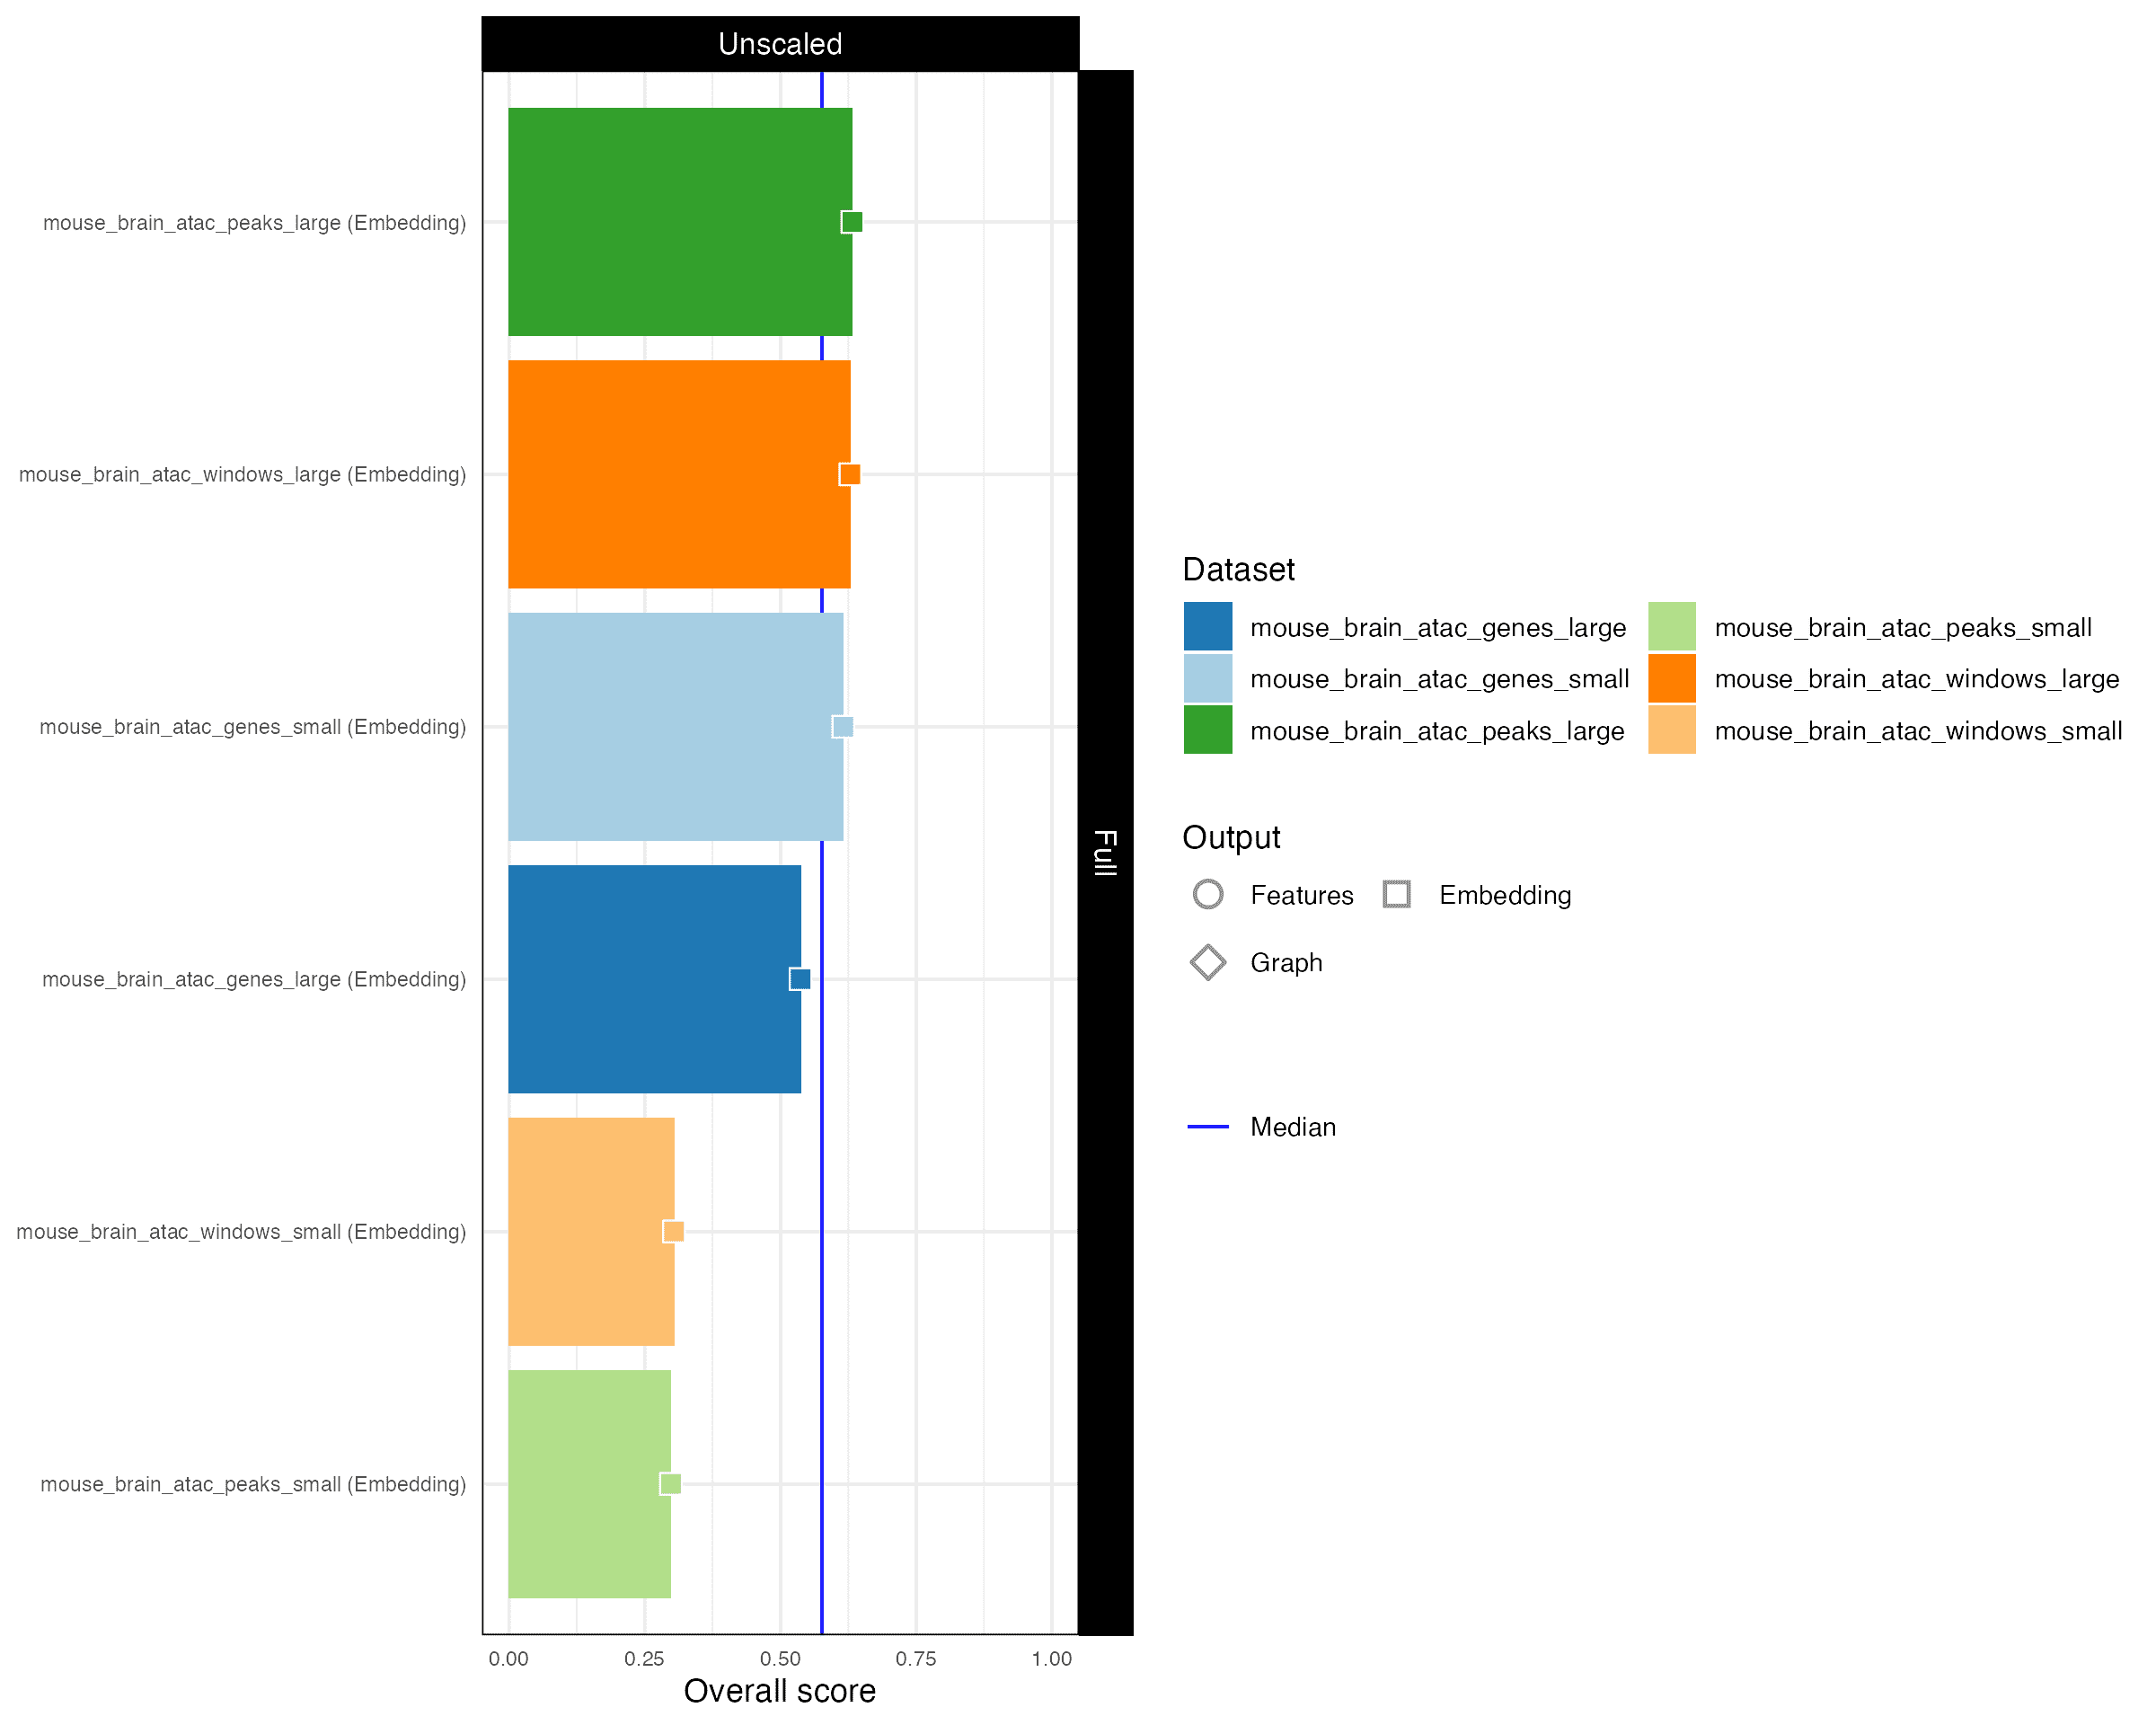 Unscaled
mouse_brain_atac_peaks_large (Embedding)
mouse_brain_atac_windows_large (Embedding)
mouse_brain_atac_genes_small (Embedding)
mouse_brain_atac_genes_large (Embedding)
mouse_brain_atac_windows_small (Embedding)
mouse_brain_atac_peaks_small (Embedding)
0.00 0.25 0.50 0.75 1.00
Overall score
Full
Dataset
mouse_brain_atac_genes_large mouse_brain_atac_peaks_small
mouse_brain_atac_genes_small mouse_brain_atac_windows_large
mouse_brain_atac_peaks_large mouse_brain_atac_windows_small
Output
Features Embedding
Graph
Median